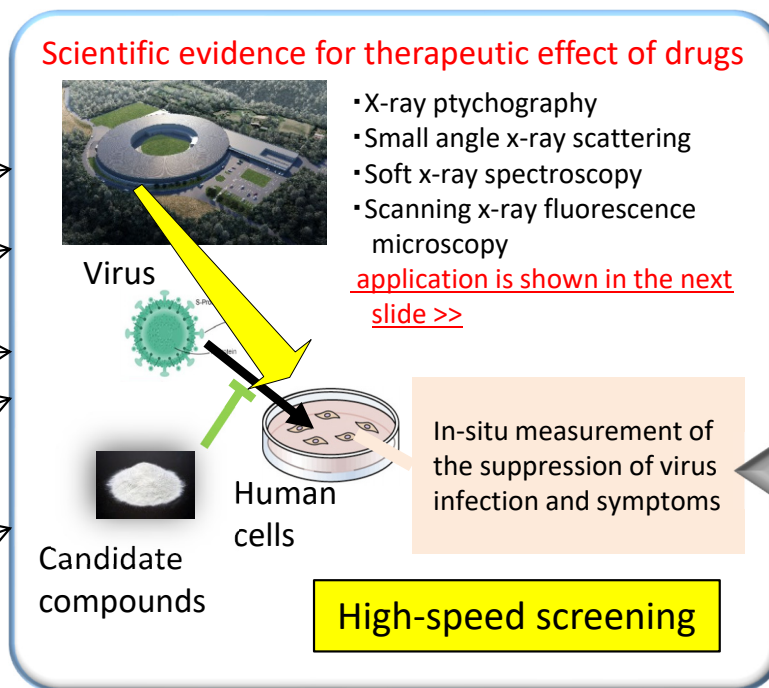 Scientific evidence for therapeutic effect of drugs
・X-ray ptychography
・Small angle x-ray scattering
・Soft x-ray spectroscopy
・Scanning x-ray fluorescence
microscopy
application is shown in the next
slide >>
Virus
In-situ measurement of
the suppression of virus
infection and symptoms
Human
cells
Candidate
compounds
High-speed screening